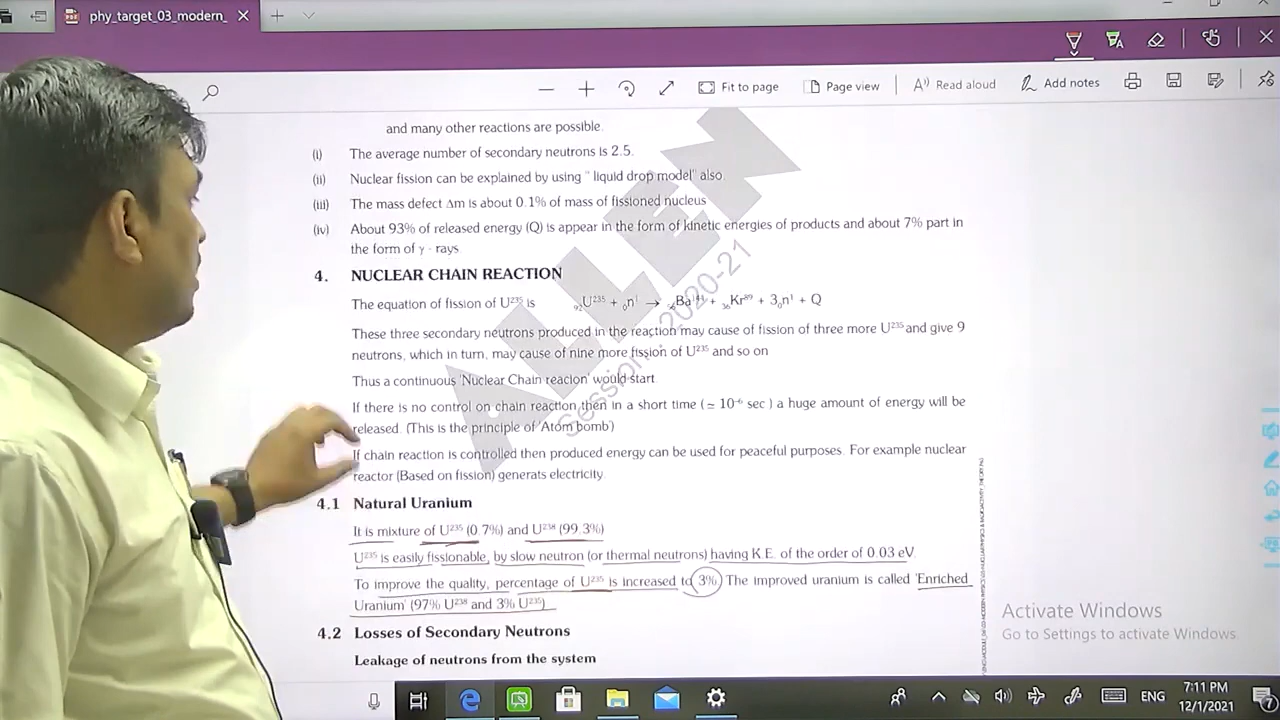 phy_target_03_modern_
Fit to page
Page view
Read aloud
Add notes
and many other reactions are possible.
(i) The average number of secondary neutrons is 2.5.
(ii) Nuclear fission can be explained by using " liquid drop model" also.
(iii) The mass defect Δm is about 0.1% of mass of fissioned nucleus
(iv) About 93% of released energy (Q) is appear in the form of kinetic energies of products and about 7% part in
the form of γ - rays.
4. NUCLEAR CHAIN REACTION
The equation of fission of U²³⁵ is ₉₂U²³⁵ + ₀n¹ → ₅₆Ba¹⁴⁴ + ₃₆Kr⁸⁹ + 3₀n¹ + Q
These three secondary neutrons produced in the reaction may cause of fission of three more U²³⁵ and give 9
neutrons, which in turn, may cause of nine more fission of U²³⁵ and so on
Thus a continuous 'Nuclear Chain reacion' would start.
If there is no control on chain reaction then in a short time (≃ 10⁻⁶ sec ) a huge amount of energy will be
released. (This is the principle of 'Atom bomb')
If chain reaction is controlled then produced energy can be used for peaceful purposes. For example nuclear
reactor (Based on fission) generats electricity.
4.1 Natural Uranium
It is mixture of U²³⁵ (0.7%) and U²³⁸ (99.3%)
U²³⁵ is easily fissionable, by slow neutron (or thermal neutrons) having K.E. of the order of 0.03 eV.
To improve the quality, percentage of U²³⁵ is increased to 3%. The improved uranium is called 'Enriched
Uranium' (97% U²³⁸ and 3% U²³⁵)
4.2 Losses of Secondary Neutrons
Leakage of neutrons from the system
ALLEN
Session: 2020-21
Activate Windows
Go to Settings to activate Windows.
ENG
7:11 PM
12/1/2021
7